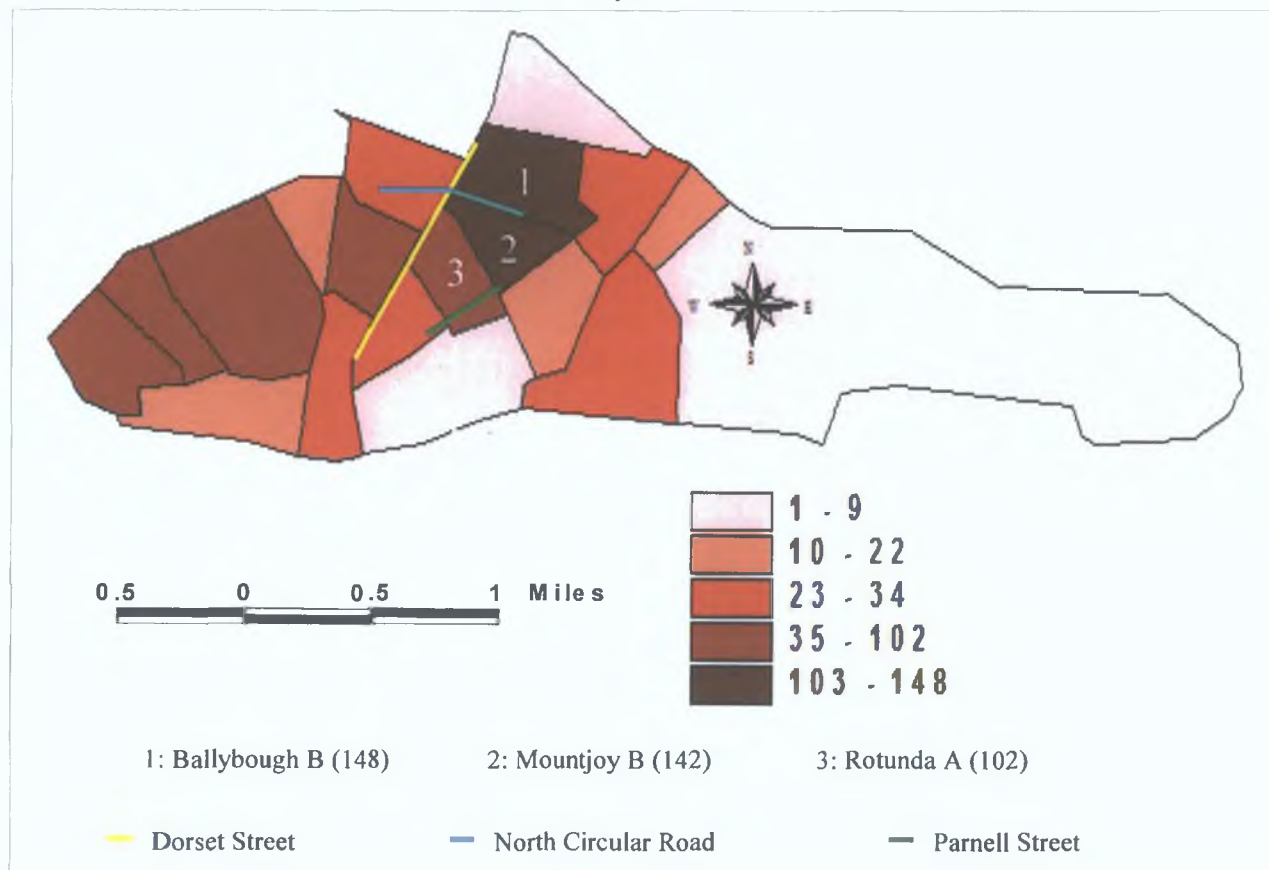 1
2
3
N
W E
S
1 - 9
10 - 22
23 - 34
35 - 102
103 - 148
0.5 0 0.5 1 Miles
1: Ballybough B (148) 2: Mountjoy B (142) 3: Rotunda A (102)
Dorset Street North Circular Road Parnell Street